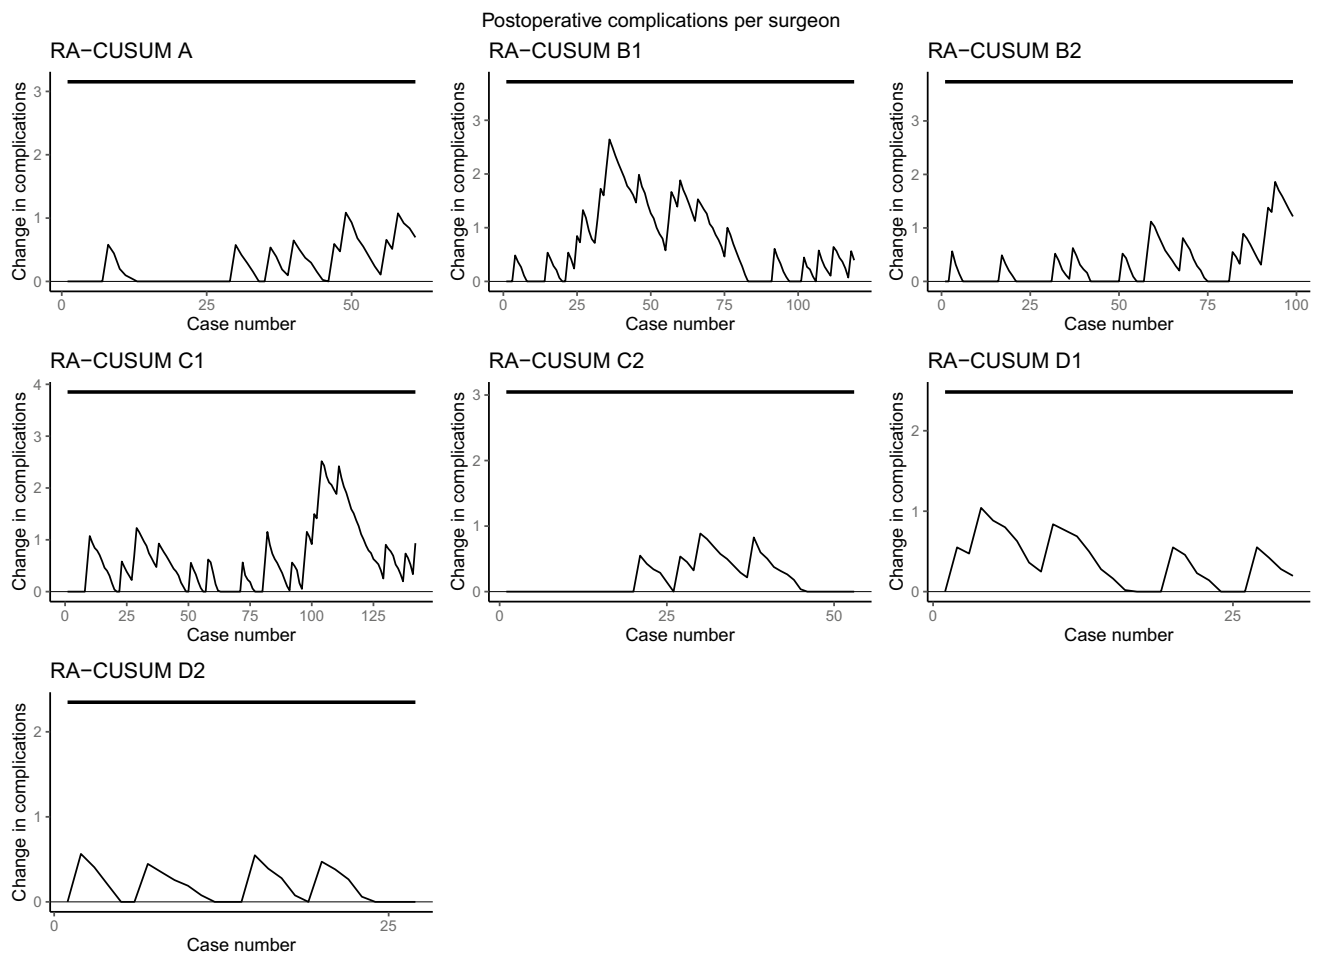 Postoperative complications per surgeon
RA−CUSUM A
RA−CUSUM B1
RA−CUSUM B2
Change in complications
3
2
1
0
0
25
50
Case number
Change in complications
3
2
1
0
0
25
50
75
100
Case number
Change in complications
3
2
1
0
0
25
50
75
100
Case number
RA−CUSUM C1
RA−CUSUM C2
RA−CUSUM D1
Change in complications
4
3
2
1
0
0
25
50
75
100
125
Case number
Change in complications
3
2
1
0
0
25
50
Case number
Change in complications
2
1
0
0
25
Case number
RA−CUSUM D2
Change in complications
2
1
0
0
25
Case number